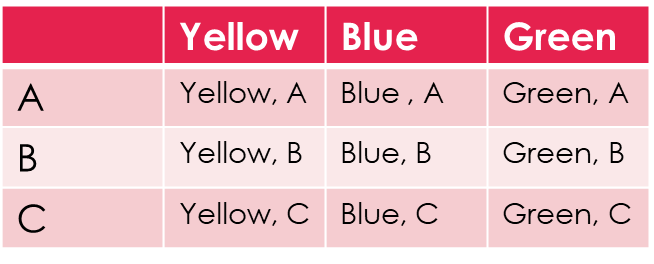 Yellow Blue Green
A Yellow, A Blue , A Green, A
B Yellow, B Blue, B Green, B
C Yellow, C Blue, C Green, C